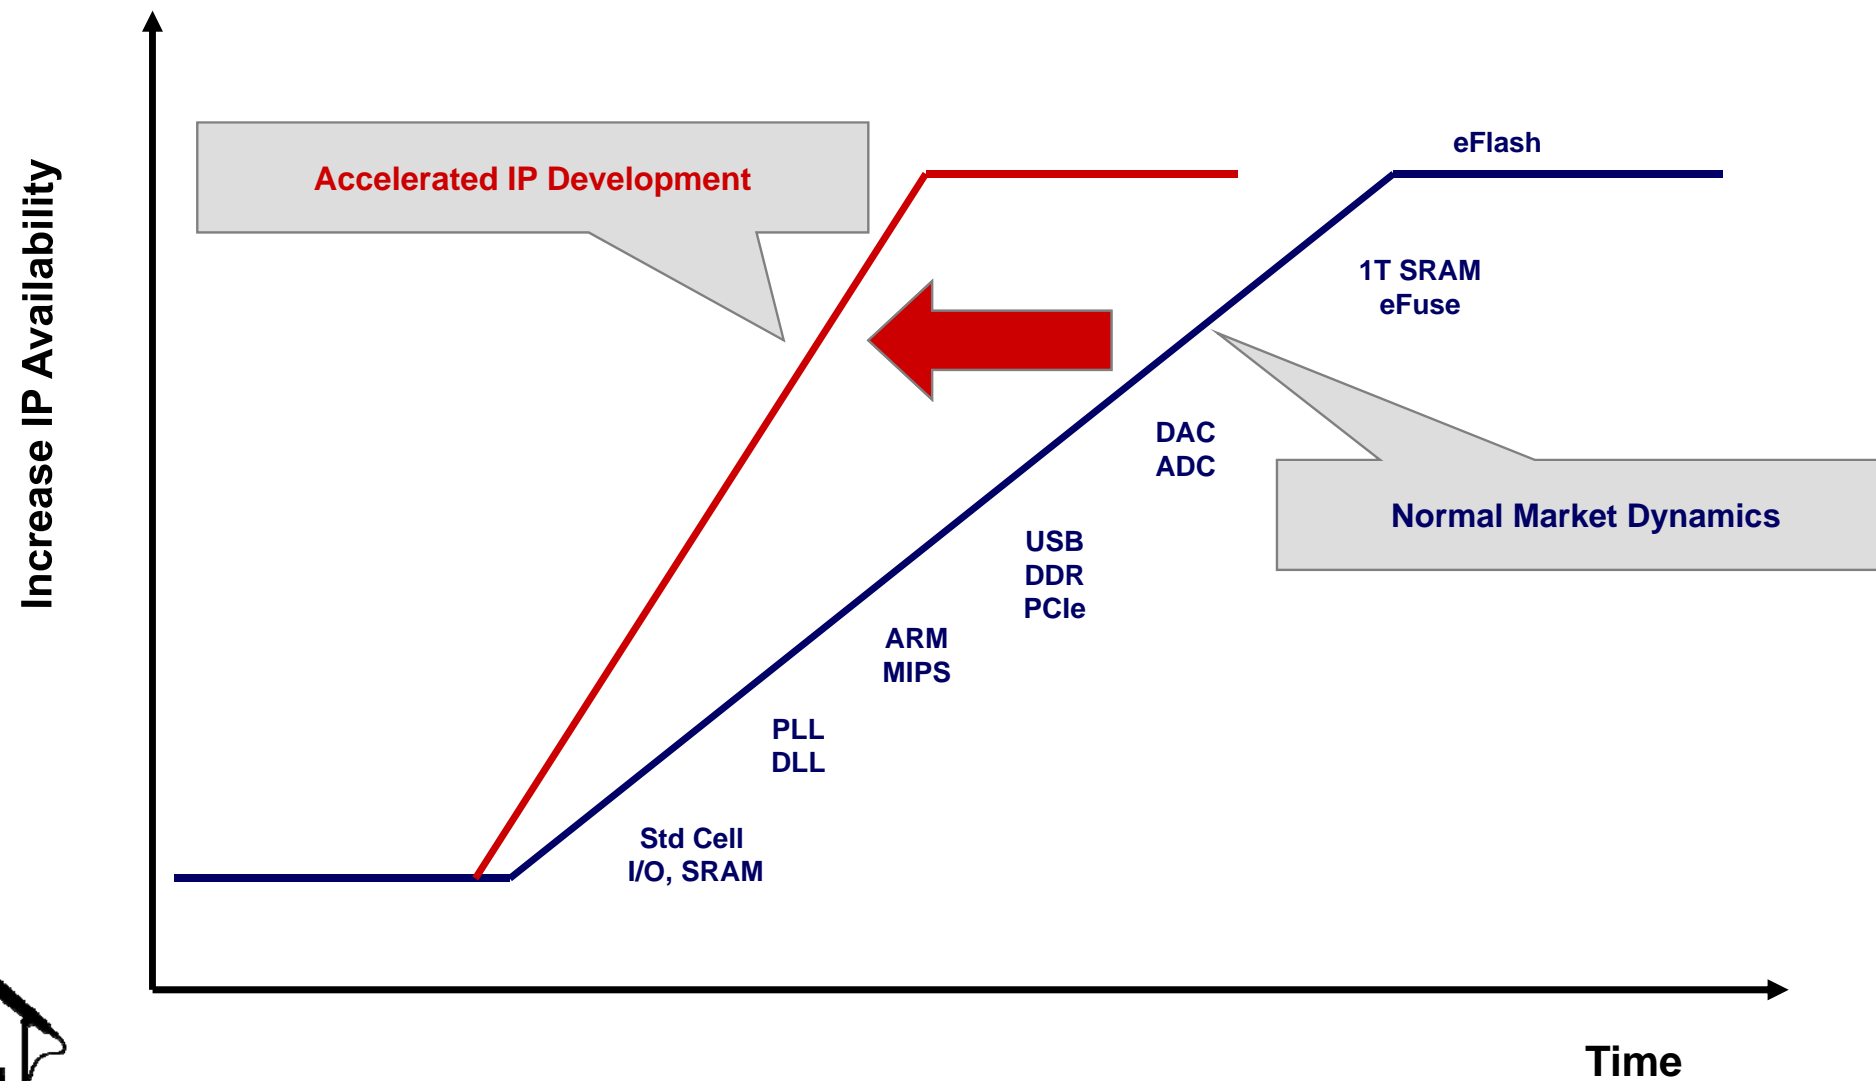 Increase IP Availability
Accelerated IP Development
eFlash
1T SRAM
eFuse
DAC
ADC
Normal Market Dynamics
USB
DDR
PCIe
ARM
MIPS
PLL
DLL
Std Cell
I/O, SRAM
Time